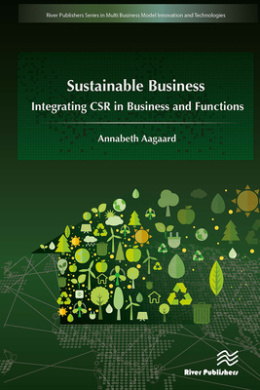 River Publishers Series in Multi Business Model Innovation and Technologies
Sustainable Business
Integrating CSR in Business and Functions
Annabeth Aagaard
River Publishers